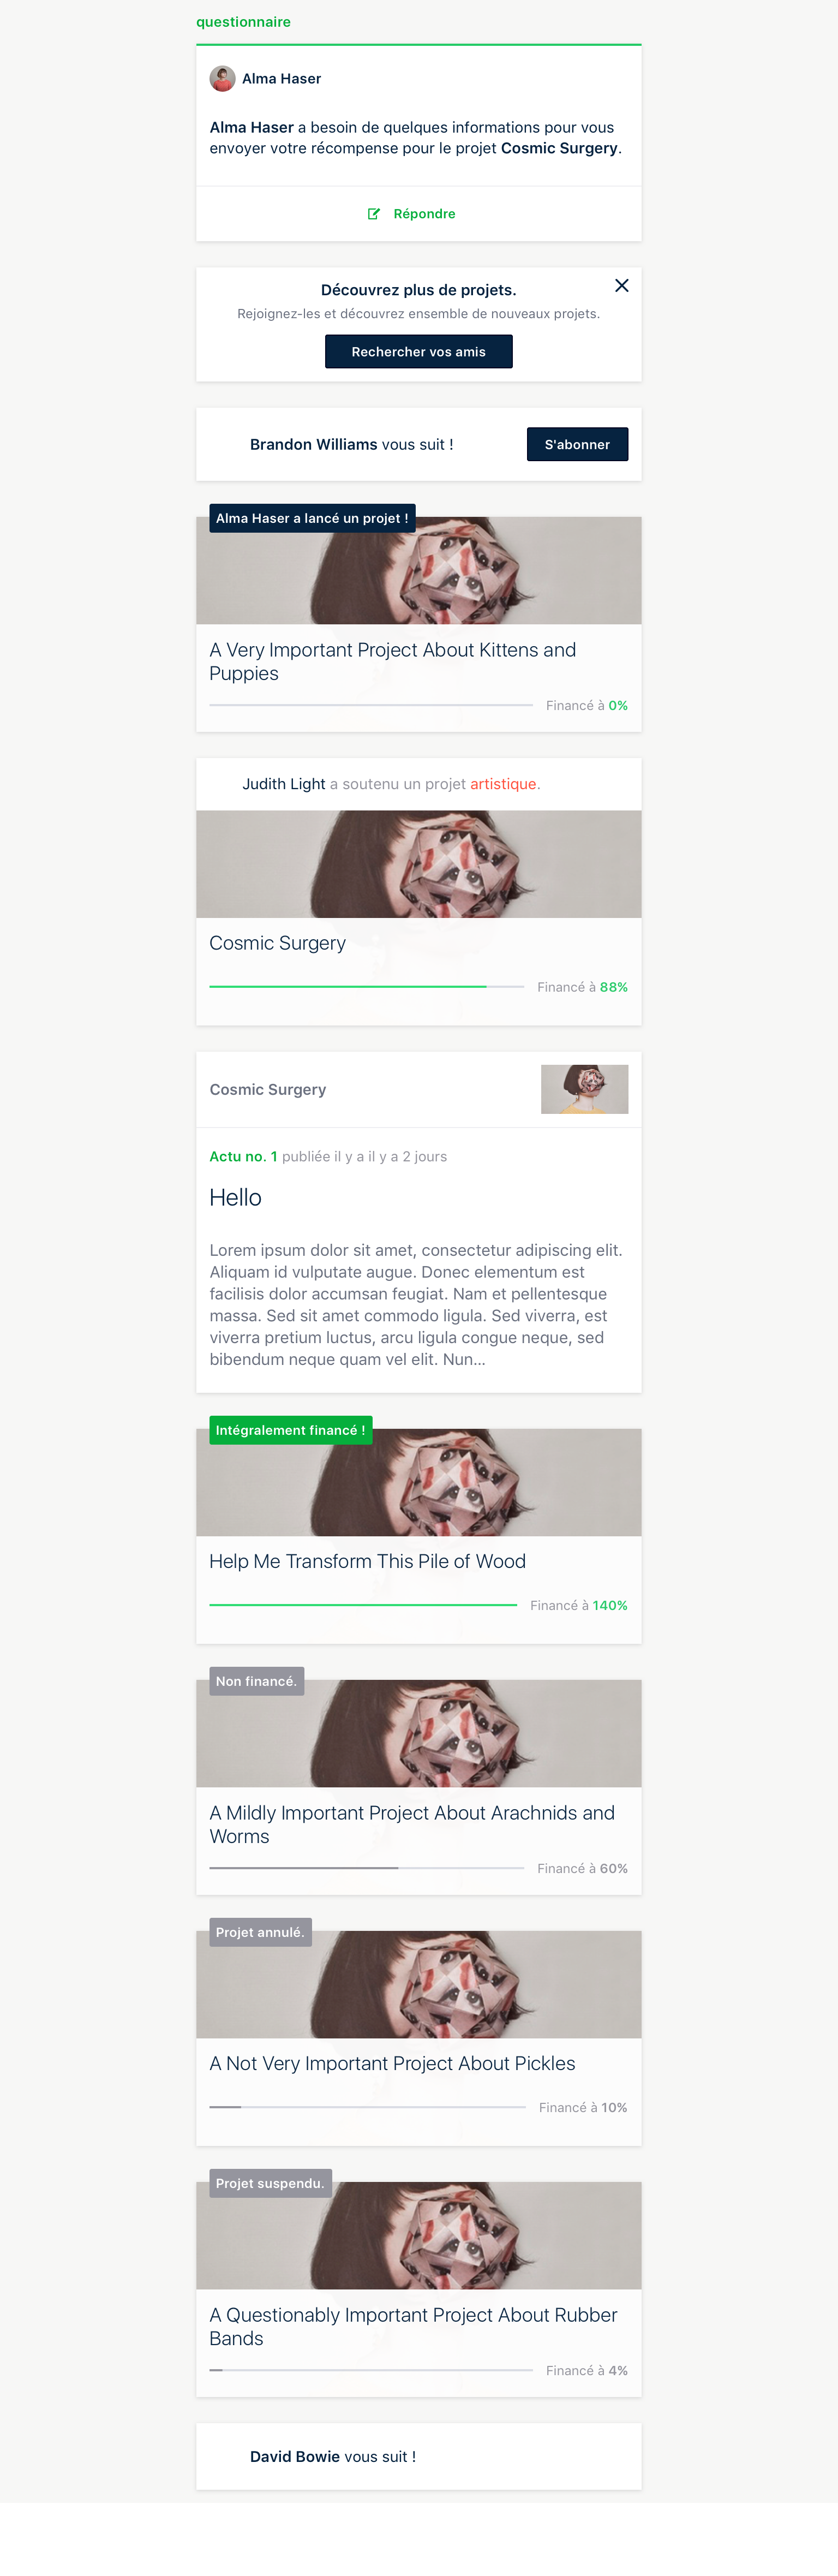 questionnaire
Alma Haser
Alma Haser a besoin de quelques informations pour vous
envoyer votre récompense pour le projet Cosmic Surgery.
Répondre
Découvrez plus de projets.
Rejoignez-les et découvrez ensemble de nouveaux projets.
Rechercher vos amis
Brandon Williams vous suit !
S'abonner
Alma Haser a lancé un projet !
A Very Important Project About Kittens and
Puppies
Financé à 0%
Judith Light a soutenu un projet artistique.
Cosmic Surgery
Financé à 88%
Cosmic Surgery
Actu no. 1 publiée il y a il y a 2 jours
Hello
Lorem ipsum dolor sit amet, consectetur adipiscing elit.
Aliquam id vulputate augue. Donec elementum est
facilisis dolor accumsan feugiat. Nam et pellentesque
massa. Sed sit amet commodo ligula. Sed viverra, est
viverra pretium luctus, arcu ligula congue neque, sed
bibendum neque quam vel elit. Nun...
Intégralement financé !
Help Me Transform This Pile of Wood
Financé à 140%
Non financé.
A Mildly Important Project About Arachnids and
Worms
Financé à 60%
Projet annulé.
A Not Very Important Project About Pickles
Financé à 10%
Projet suspendu.
A Questionably Important Project About Rubber
Bands
Financé à 4%
David Bowie vous suit !